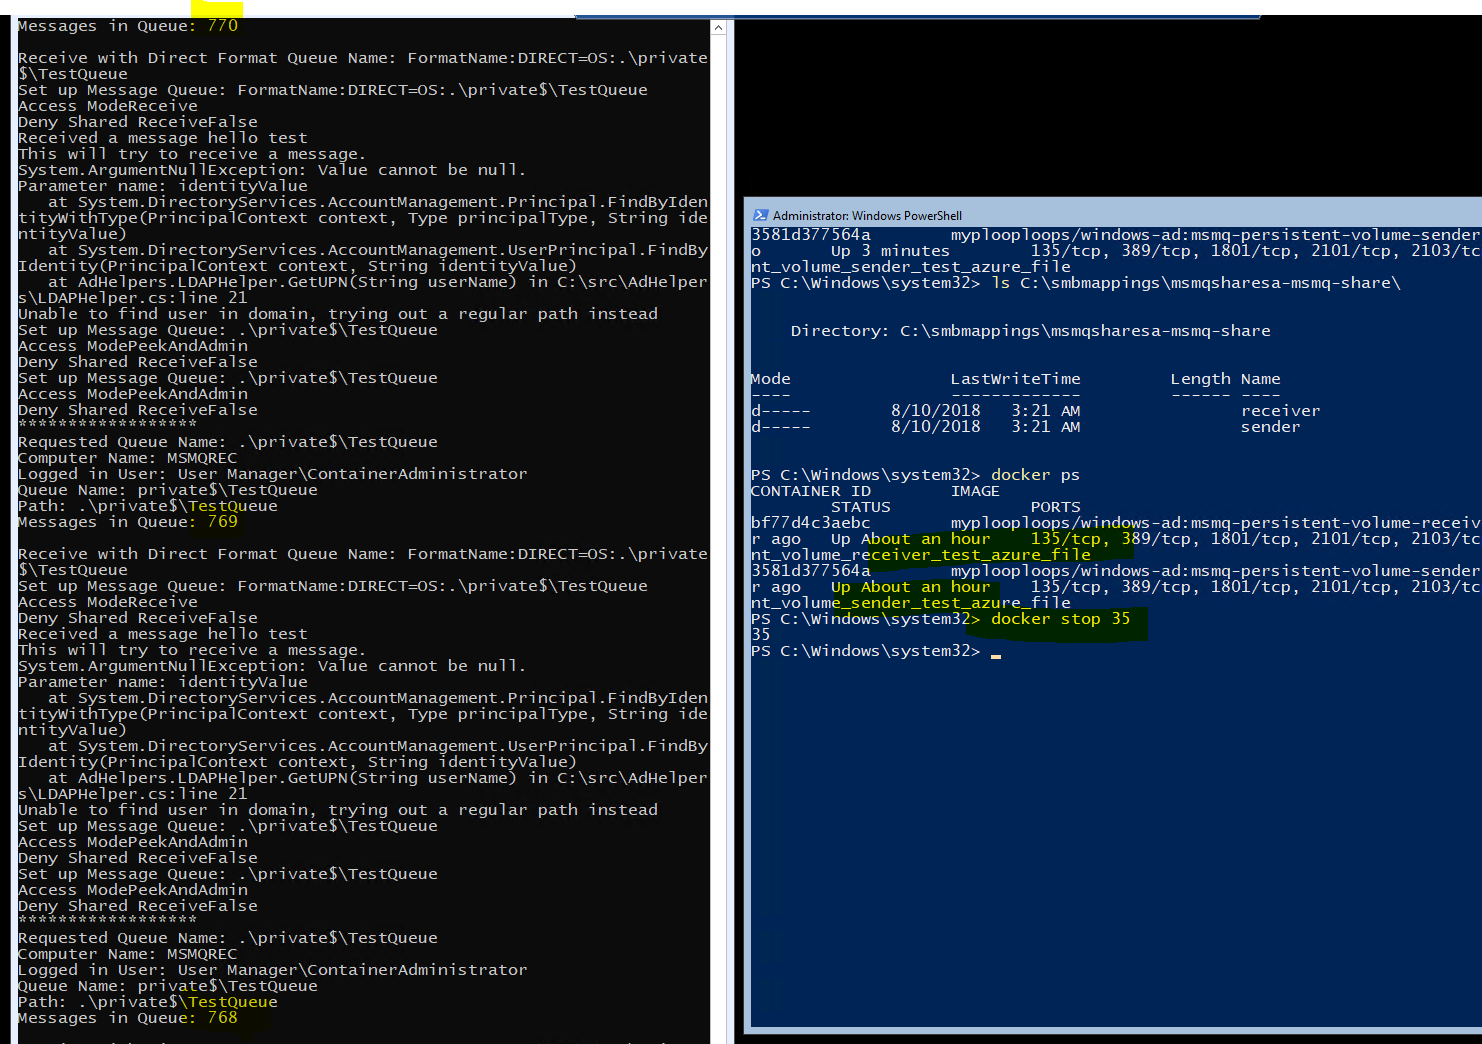 Messages in Queue: 770
Receive with Direct Format Queue Name: FormatName:DIRECT=OS:.\private
$\TestQueue
Set up Message Queue: FormatName:DIRECT=OS:.\private$\TestQueue
Access ModeReceive
Deny Shared ReceiveFalse
Received a message hello test
This will try to receive a message.
System.ArgumentNullException: Value cannot be null.
Parameter name: identityValue
   at System.DirectoryServices.AccountManagement.Principal.FindByIden
tityWithType(PrincipalContext context, Type principalType, String ide
ntityValue)
   at System.DirectoryServices.AccountManagement.UserPrincipal.FindBy
Identity(PrincipalContext context, String identityValue)
   at AdHelpers.LDAPHelper.GetUPN(String userName) in C:\src\AdHelper
s\LDAPHelper.cs:line 21
Unable to find user in domain, trying out a regular path instead
Set up Message Queue: .\private$\TestQueue
Access ModePeekAndAdmin
Deny Shared ReceiveFalse
Set up Message Queue: .\private$\TestQueue
Access ModePeekAndAdmin
Deny Shared ReceiveFalse
******************
Requested Queue Name: .\private$\TestQueue
Computer Name: MSMQREC
Logged in User: User Manager\ContainerAdministrator
Queue Name: private$\TestQueue
Path: .\private$\TestQueue
Messages in Queue: 769
Receive with Direct Format Queue Name: FormatName:DIRECT=OS:.\private
$\TestQueue
Set up Message Queue: FormatName:DIRECT=OS:.\private$\TestQueue
Access ModeReceive
Deny Shared ReceiveFalse
Received a message hello test
This will try to receive a message.
System.ArgumentNullException: Value cannot be null.
Parameter name: identityValue
   at System.DirectoryServices.AccountManagement.Principal.FindByIden
tityWithType(PrincipalContext context, Type principalType, String ide
ntityValue)
   at System.DirectoryServices.AccountManagement.UserPrincipal.FindBy
Identity(PrincipalContext context, String identityValue)
   at AdHelpers.LDAPHelper.GetUPN(String userName) in C:\src\AdHelper
s\LDAPHelper.cs:line 21
Unable to find user in domain, trying out a regular path instead
Set up Message Queue: .\private$\TestQueue
Access ModePeekAndAdmin
Deny Shared ReceiveFalse
Set up Message Queue: .\private$\TestQueue
Access ModePeekAndAdmin
Deny Shared ReceiveFalse
******************
Requested Queue Name: .\private$\TestQueue
Computer Name: MSMQREC
Logged in User: User Manager\ContainerAdministrator
Queue Name: private$\TestQueue
Path: .\private$\TestQueue
Messages in Queue: 768
Administrator: Windows PowerShell
3581d377564a        myplooploops/windows-ad:msmq-persistent-volume-sender
o       Up 3 minutes        135/tcp, 389/tcp, 1801/tcp, 2101/tcp, 2103/tc
nt_volume_sender_test_azure_file
PS C:\Windows\system32> ls C:\smbmappings\msmqsharesa-msmq-share\
    Directory: C:\smbmappings\msmqsharesa-msmq-share
Mode                LastWriteTime         Length Name
----                -------------         ------ ----
d-----        8/10/2018   3:21 AM                receiver
d-----        8/10/2018   3:21 AM                sender
PS C:\Windows\system32> docker ps
CONTAINER ID        IMAGE
        STATUS              PORTS
bf77d4c3aebc        myplooploops/windows-ad:msmq-persistent-volume-receiv
r ago   Up About an hour    135/tcp, 389/tcp, 1801/tcp, 2101/tcp, 2103/tc
nt_volume_receiver_test_azure_file
3581d377564a        myplooploops/windows-ad:msmq-persistent-volume-sender
r ago   Up About an hour    135/tcp, 389/tcp, 1801/tcp, 2101/tcp, 2103/tc
nt_volume_sender_test_azure_file
PS C:\Windows\system32> docker stop 35
35
PS C:\Windows\system32>